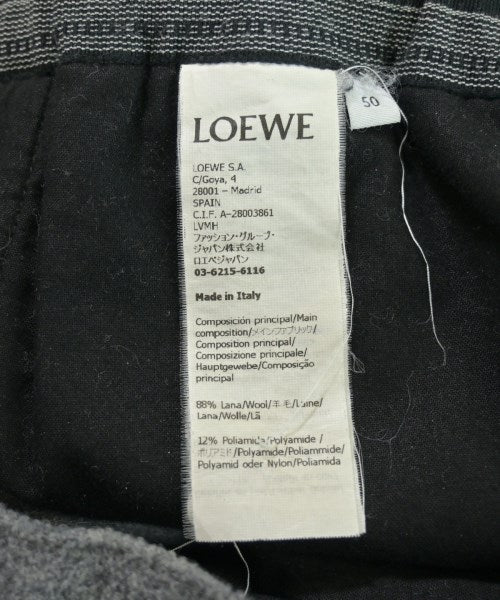 LOEWE
LOEWE S.A.
C/Goya, 4
28001 - Madrid
SPAIN
C.I.F. A-28003861
LVMH
ファッション・グループ・
ジャパン株式会社
ロエベジャパン
03-6215-6116
Made in Italy
Composición principal/Main
composition/メインファブリック/
Composition principal/
Composizione principale/
Hauptgewebe/Composição
principal
88% Lana/Wool/羊毛/Laine/
Lana/Wolle/Lã
12% Poliamida/Polyamide /
ポリアミド/Polyamide/Poliammide/
Polyamid oder Nylon/Poliamida
50